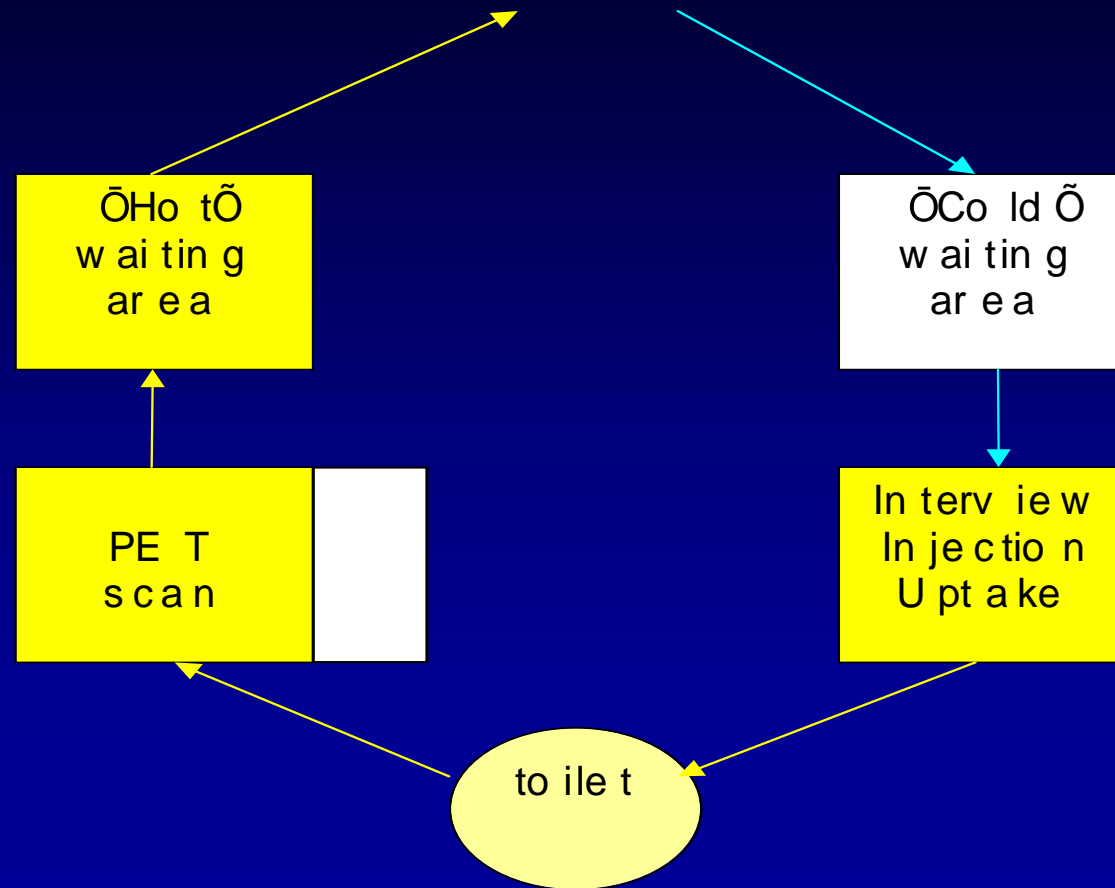 ŌHo tÕ
w ai tin g
ar e a
ŌCo ld Õ
w ai tin g
ar e a
PE T
s c a n
In terv ie w
In je c tio n
U pt a ke
to ile t